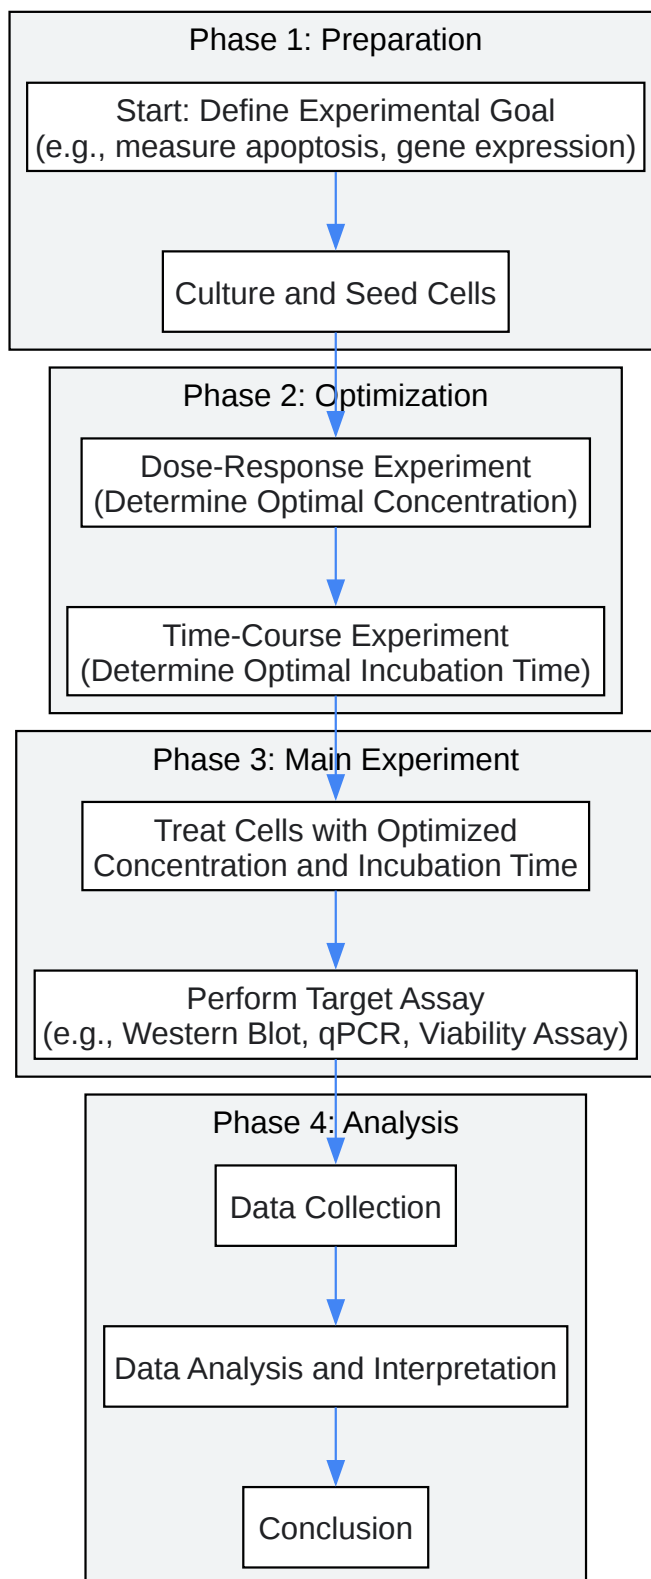 Phase 1: Preparation
Start: Define Experimental Goal
(e.g., measure apoptosis, gene expression)
Culture and Seed Cells
Phase 2: Optimization
Dose-Response Experiment
(Determine Optimal Concentration)
Time-Course Experiment
(Determine Optimal Incubation Time)
Phase 3: Main Experiment
Treat Cells with Optimized
Concentration and Incubation Time
Perform Target Assay
(e.g., Western Blot, qPCR, Viability Assay)
Phase 4: Analysis
Data Collection
Data Analysis and Interpretation
Conclusion